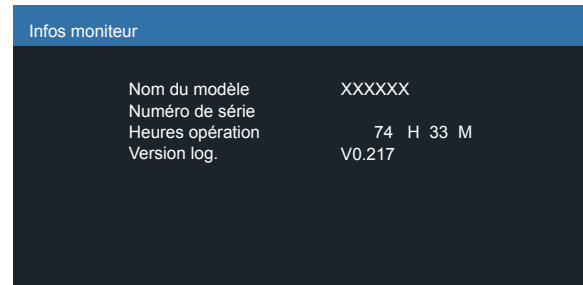 Infos moniteur
Nom du modèle XXXXXX
Numéro de série
Heures opération 74 H 33 M
Version log. V0.217